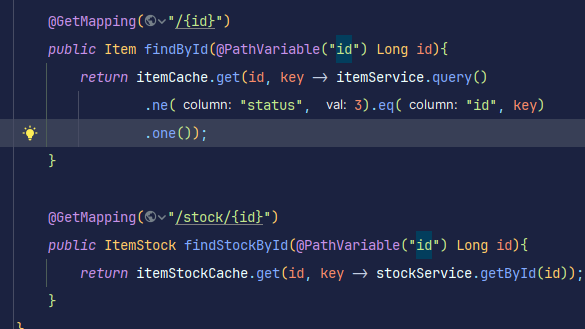 @GetMapping("/{id}")
public Item findById(@PathVariable("id") Long id){
return itemCache.get(id, key -> itemService.query()
.ne( column: "status", val: 3).eq( column: "id", key)
.one());
}
@GetMapping("/stock/{id}")
public ItemStock findStockById(@PathVariable("id") Long id){
return itemStockCache.get(id, key -> stockService.getById(id));
}
}